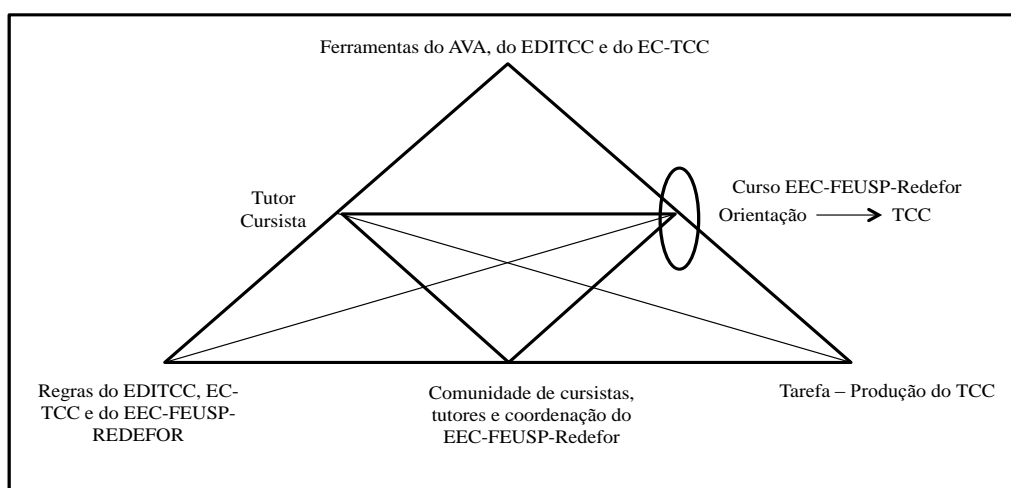 Ferramentas do AVA, do EDITCC e do EC-TCC
Tutor
Cursista
Curso EEC-FEUSP-Redefor
Orientação TCC
Regras do EDITCC, EC-
TCC e do EEC-FEUSP-
REDEFOR
Comunidade de cursistas,
tutores e coordenação do
EEC-FEUSP-Redefor
Tarefa – Produção do TCC